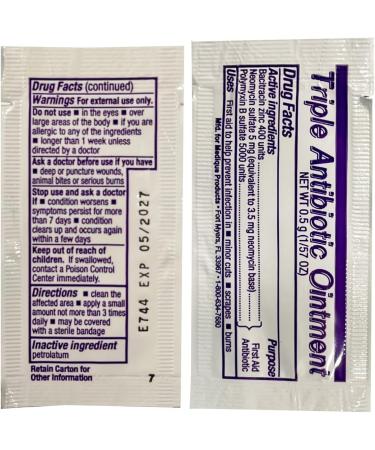 Drug Facts (continued)
Warnings For external use only.
Do not use ■ in the eyes ■ over
large areas of the body ■ if you are
allergic to any of the ingredients
■ longer than 1 week unless
directed by a doctor
Ask a doctor before use if you have
■ deep or puncture wounds,
animal bites or serious burns
Stop use and ask a doctor
if ■ condition worsens ■
symptoms persist for more
than 7 days ■ condition
clears up and occurs again
within a few days
Keep out of reach of
children. If swallowed,
contact a Poison Control
Center immediately.
Directions ■ clean the
affected area ■ apply a small
amount not more than 3 times
daily ■ may be covered
with a sterile bandage
Inactive ingredient
petrolatum
Retain Carton for
Other Information
7
E744 EXP 05/2027
Triple Antibiotic Ointment
NET WT 0.5 g (1/57 OZ)
Drug Facts
Active ingredients Purpose
Bacitracin zinc 400 units
Neomycin sulfate 5 mg (equivalent to 3.5 mg neomycin base) First Aid
Polymyxin B sulfate 5000 units Antibiotic
Uses First aid to help prevent infection in ■ minor cuts ■ scrapes ■ burns
Mfd. for Medique Products • Fort Myers, FL 33967 • 1-800-634-7680